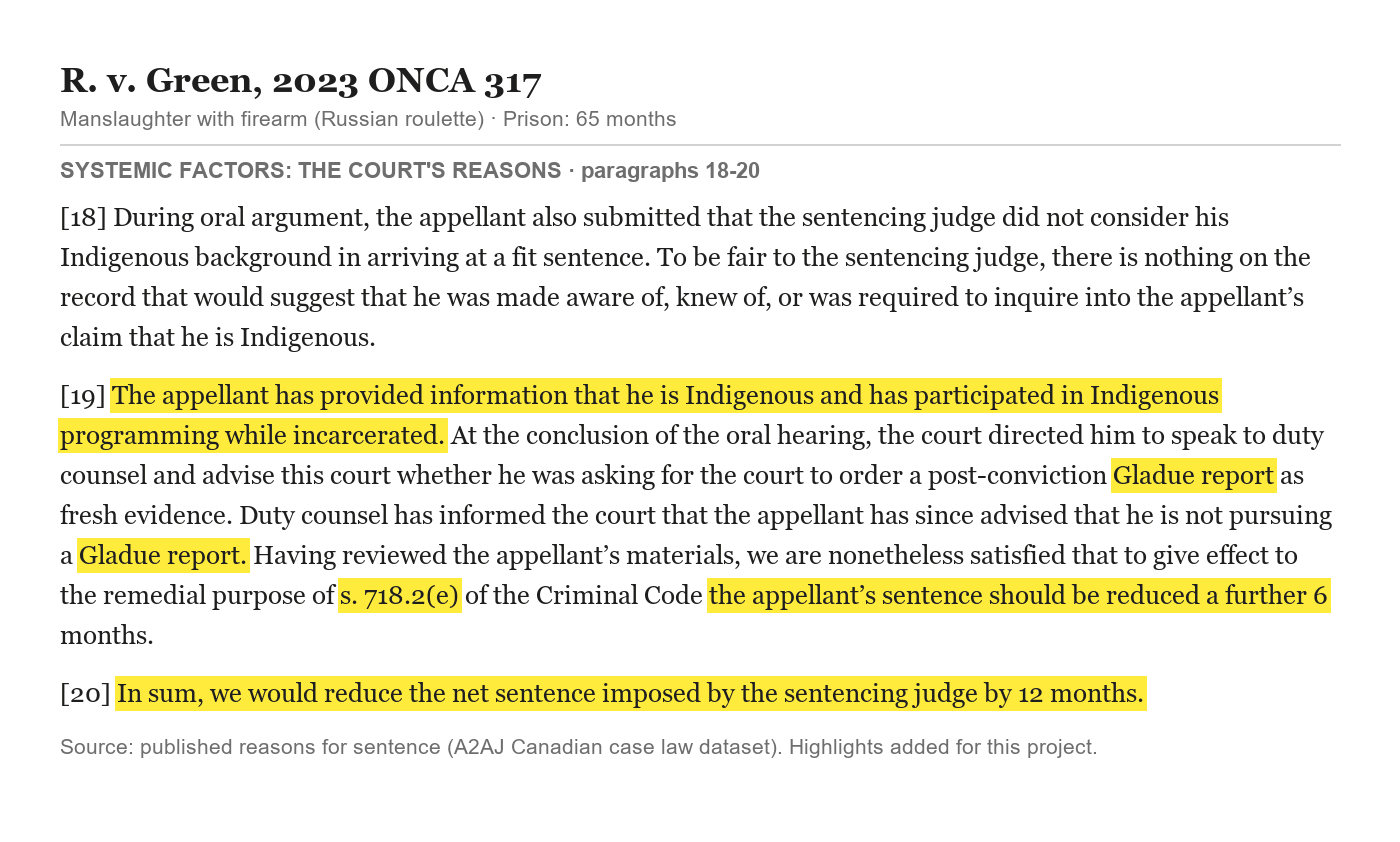 R. v. Green, 2023 ONCA 317
Manslaughter with firearm (Russian roulette) · Prison: 65 months
SYSTEMIC FACTORS: THE COURT'S REASONS · paragraphs 18-20
[18] During oral argument, the appellant also submitted that the sentencing judge did not consider his
Indigenous background in arriving at a fit sentence. To be fair to the sentencing judge, there is nothing on the
record that would suggest that he was made aware of, knew of, or was required to inquire into the appellant’s
claim that he is Indigenous.
[19] The appellant has provided information that he is Indigenous and has participated in Indigenous
programming while incarcerated. At the conclusion of the oral hearing, the court directed him to speak to duty
counsel and advise this court whether he was asking for the court to order a post-conviction Gladue report as
fresh evidence. Duty counsel has informed the court that the appellant has since advised that he is not pursuing
a Gladue report. Having reviewed the appellant’s materials, we are nonetheless satisfied that to give effect to
the remedial purpose of s. 718.2(e) of the Criminal Code the appellant’s sentence should be reduced a further 6
months.
[20] In sum, we would reduce the net sentence imposed by the sentencing judge by 12 months.
Source: published reasons for sentence (A2AJ Canadian case law dataset). Highlights added for this project.